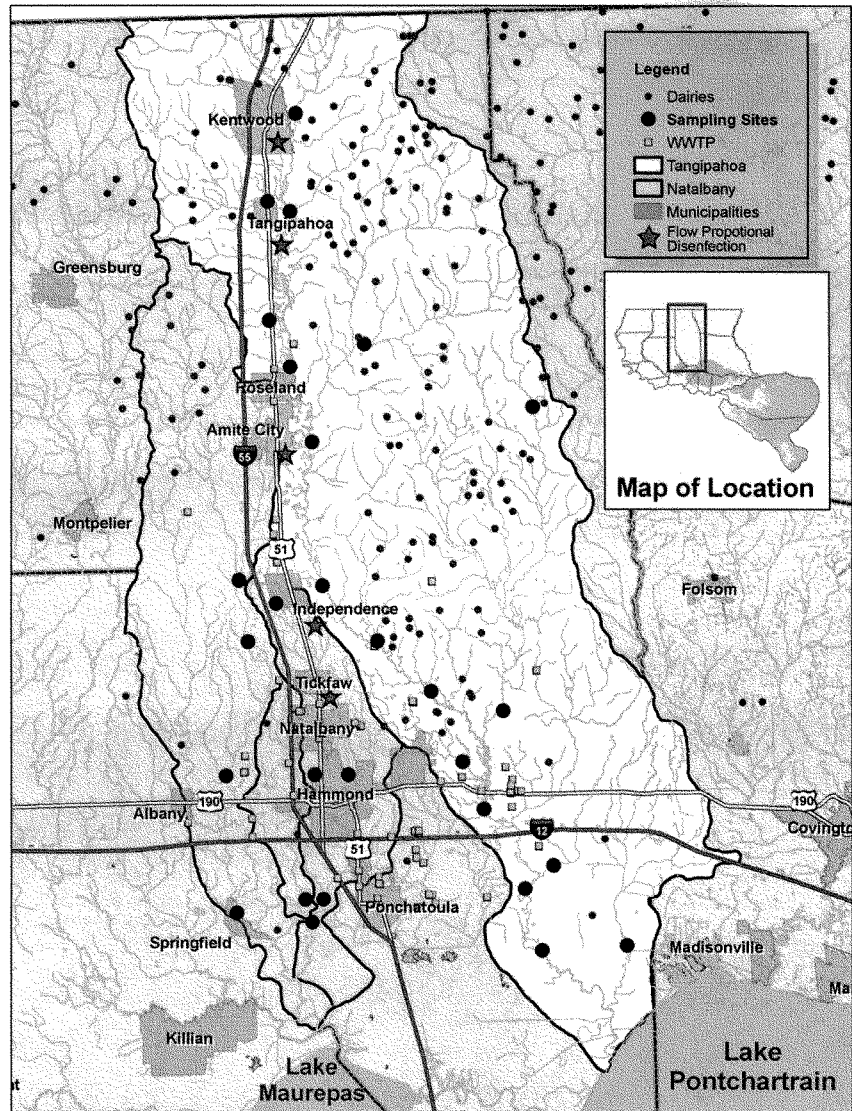 Kentwood
Tangipahoa
Greensburg
Roseland
Amite City
55
Montpelier
51
Independence
Folsom
Tickfaw
Natalbany
Hammond
Albany
190
190
Covington
12
51
Ponchatoula
Springfield
Madisonville
Ma
Killian
Lake
Maurepas
Lake
Pontchartrain
Legend
Dairies
Sampling Sites
WWTP
Tangipahoa
Natalbany
Municipalities
Flow Propotional
Disenfection
Map of Location